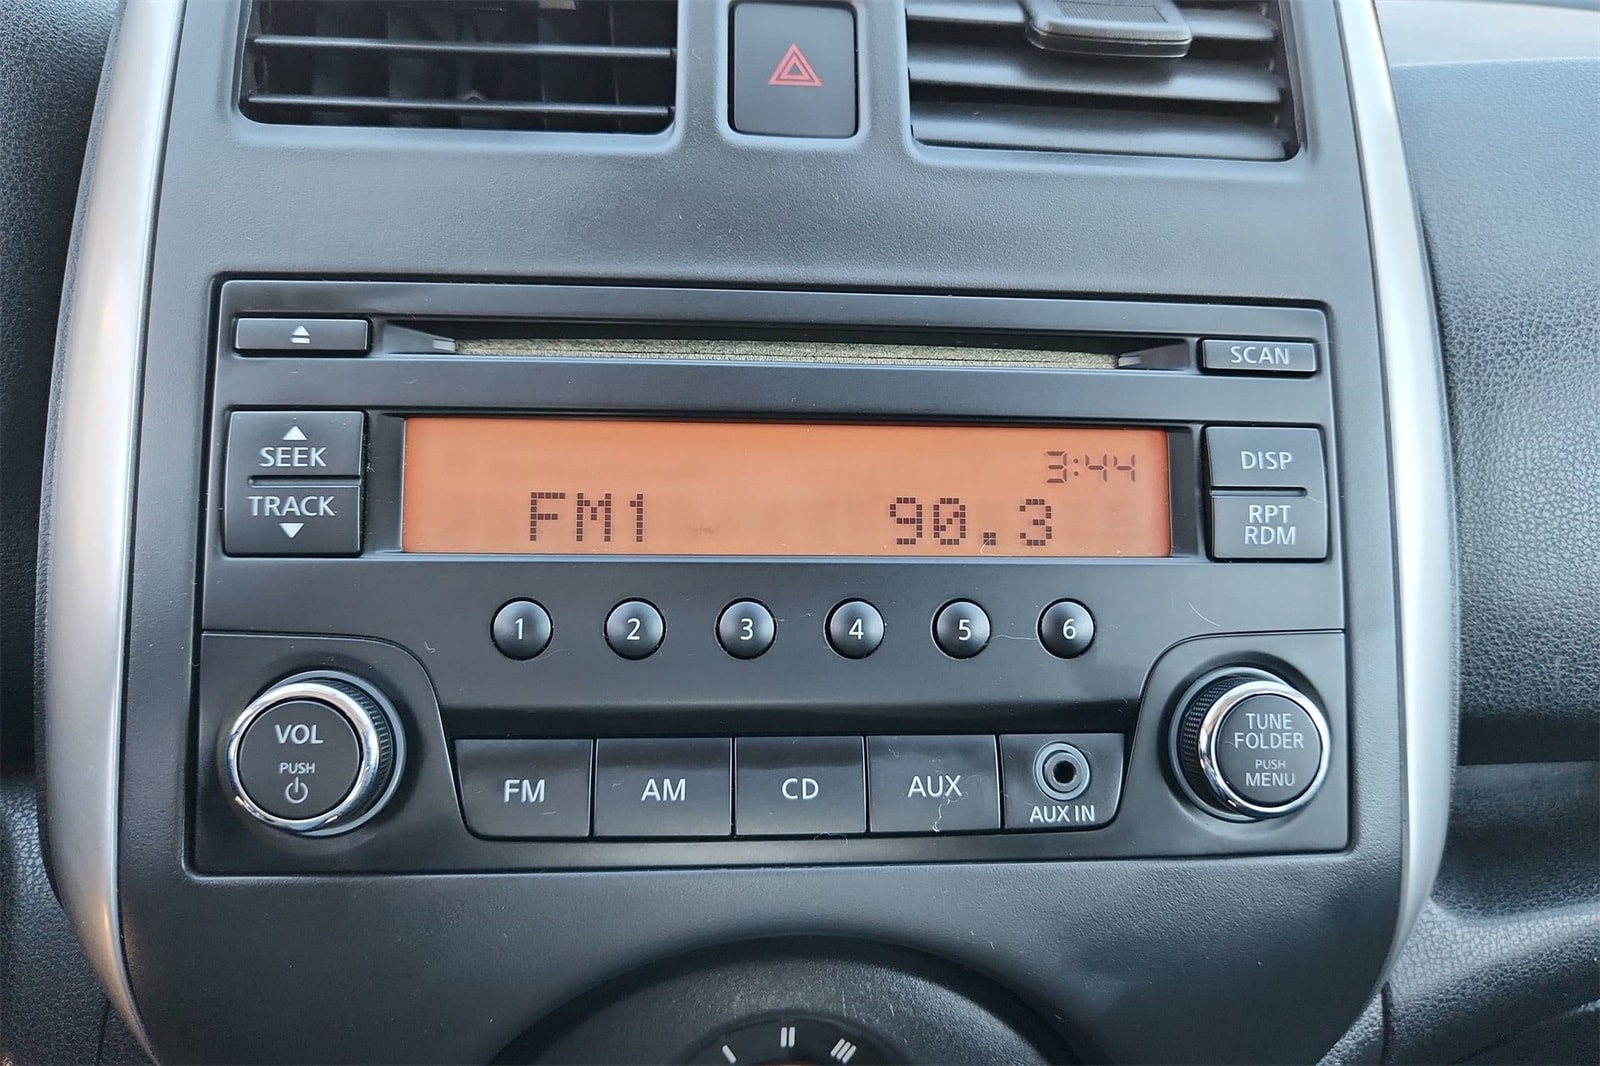 SCAN
SEEK
TRACK
3:44
FM1 90.3
DISP
RPT
RDM
1 2 3 4 5 6
VOL
PUSH
FM
AM
CD
AUX
AUX IN
TUNE
FOLDER
PUSH
MENU